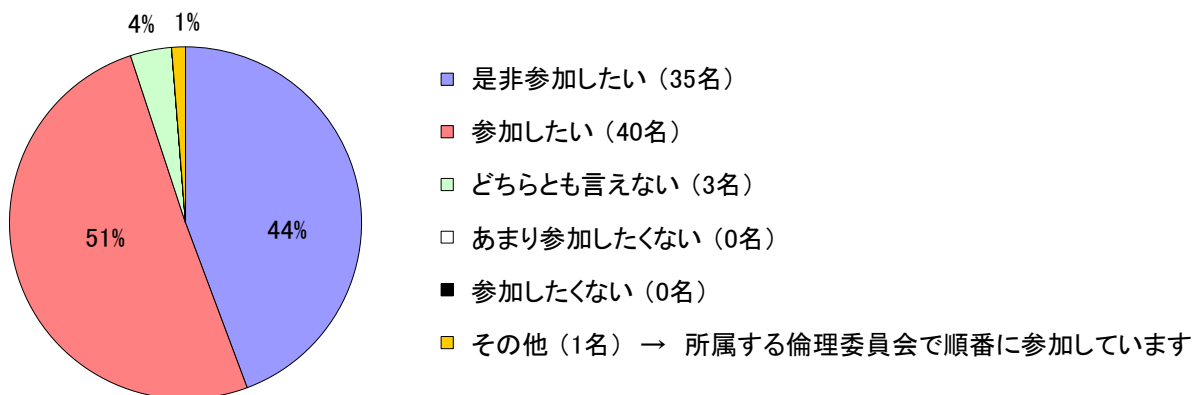 4%
1%
44%
51%
是非参加したい（35名）
参加したい（40名）
どちらとも言えない（3名）
あまり参加したくない（0名）
参加したくない（0名）
その他（1名） → 所属する倫理委員会で順番に参加しています